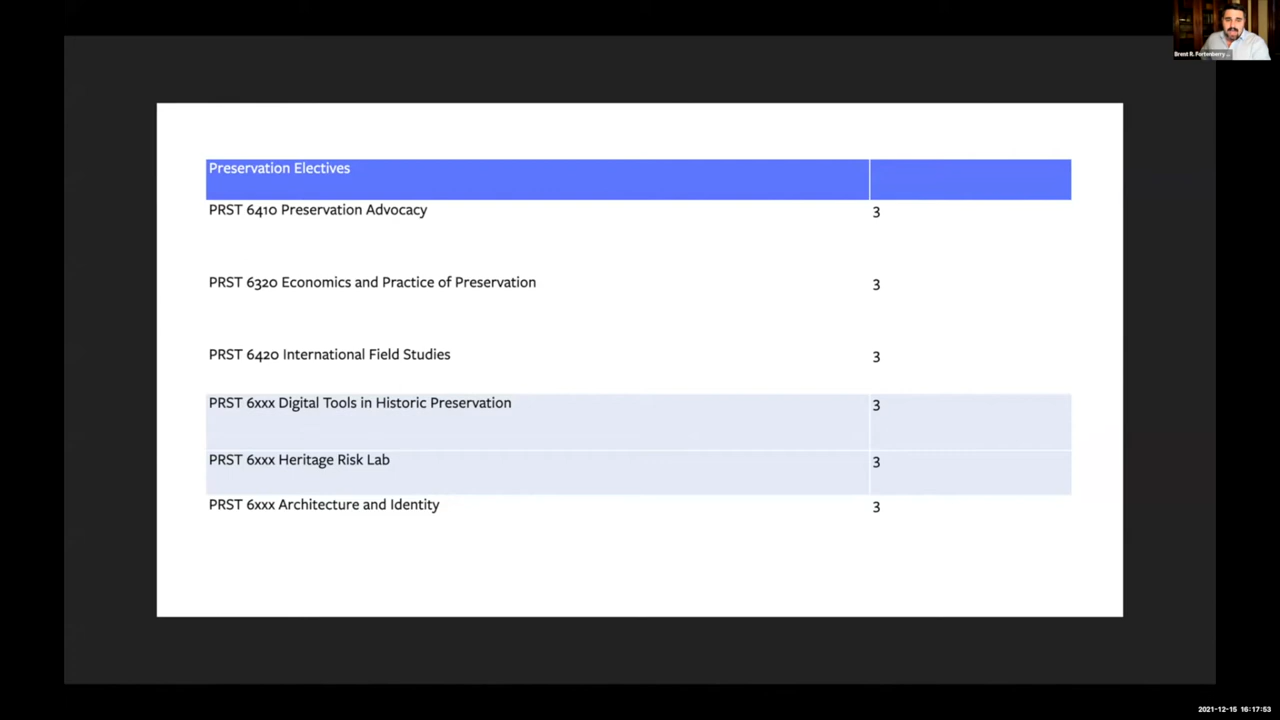 Brent R. Fortenberry ...
Preservation Electives
PRST 6410 Preservation Advocacy 3
PRST 6320 Economics and Practice of Preservation 3
PRST 6420 International Field Studies 3
PRST 6xxx Digital Tools in Historic Preservation 3
PRST 6xxx Heritage Risk Lab 3
PRST 6xxx Architecture and Identity 3
2021-12-15 16:17:53